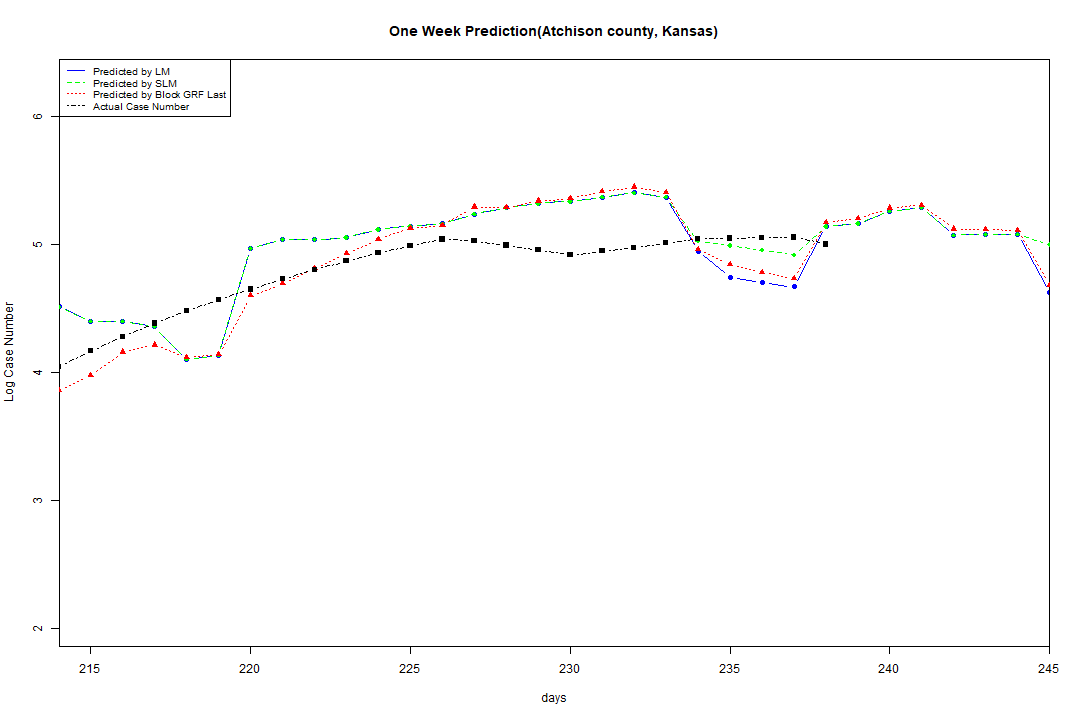 One Week Prediction(Atchison county, Kansas)
Predicted by LM
Predicted by SLM
Predicted by Block GRF Last
Actual Case Number
6
5
4
3
2
Log Case Number
215 220 225 230 235 240 245
days